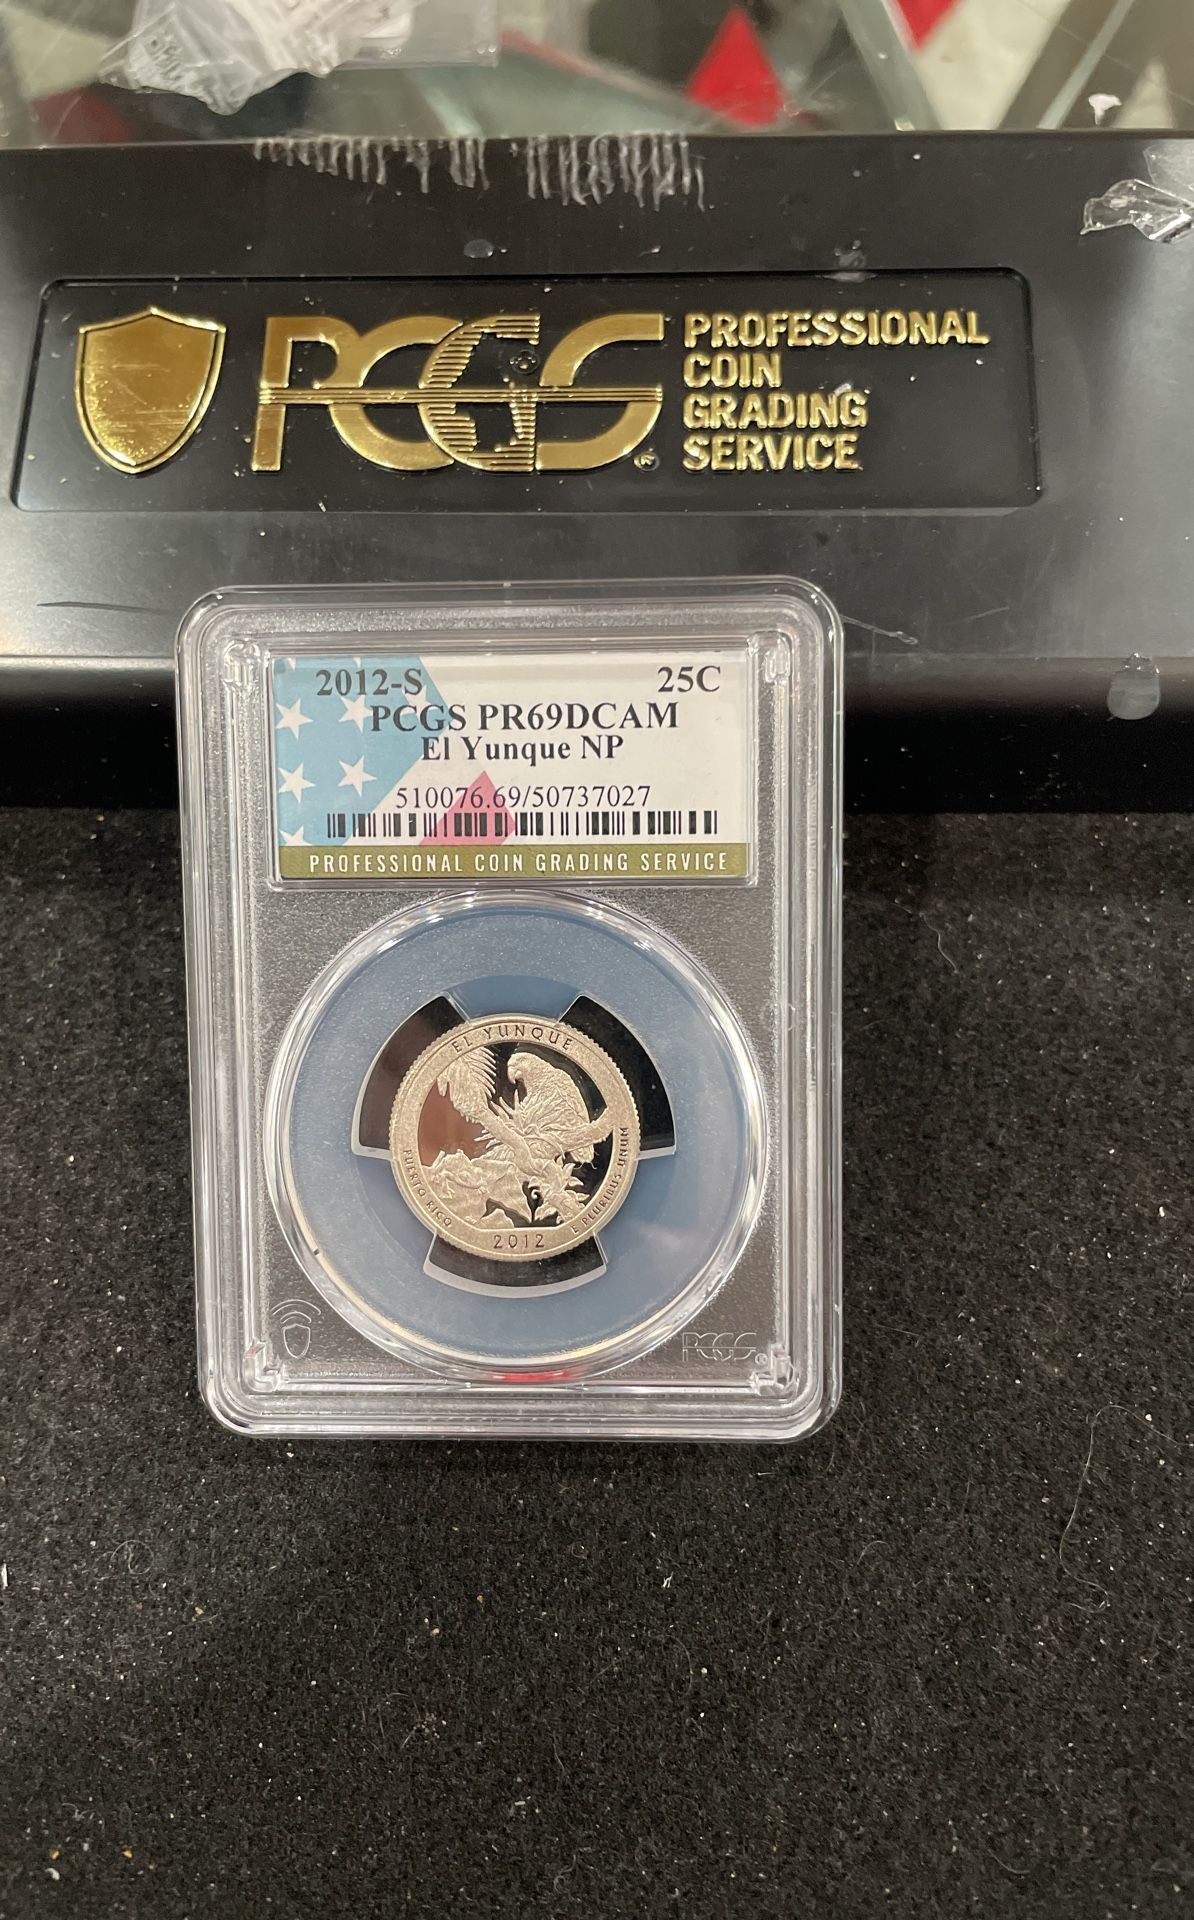 PCGS®
PROFESSIONAL
COIN
GRADING
SERVICE
2012-S 25C
PCGS PR69DCAM
El Yunque NP
510076.69/50737027
PROFESSIONAL COIN GRADING SERVICE
EL YUNQUE
PUERTO RICO
E PLURIBUS UNUM
2012
PCGS